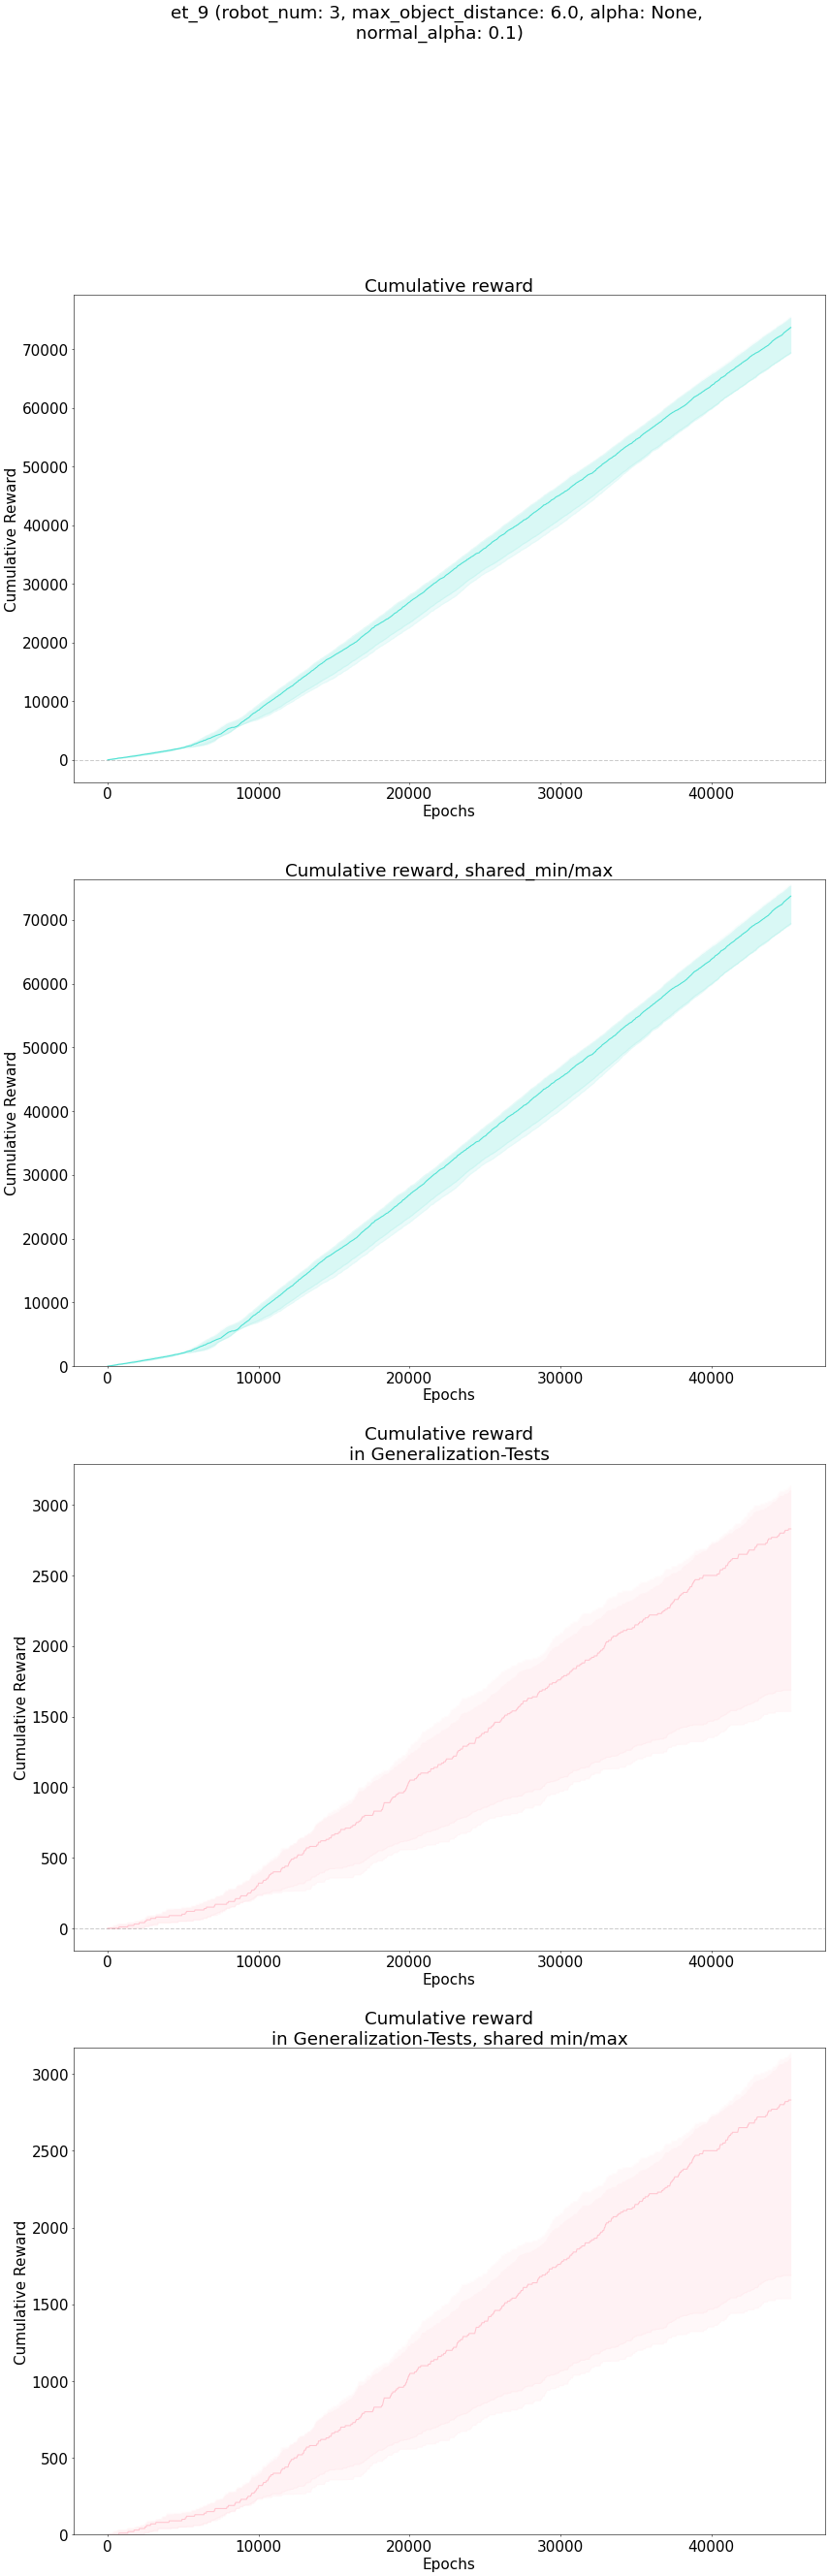 et_9 (robot_num: 3, max_object_distance: 6.0, alpha: None,
normal_alpha: 0.1)
Cumulative reward
70000
60000
50000
40000
30000
20000
10000
0
Cumulative Reward
0 10000 20000 30000 40000
Epochs
Cumulative reward, shared_min/max
70000
60000
50000
40000
30000
20000
10000
0
Cumulative Reward
0 10000 20000 30000 40000
Epochs
Cumulative reward
in Generalization-Tests
3000
2500
2000
1500
1000
500
0
Cumulative Reward
0 10000 20000 30000 40000
Epochs
Cumulative reward
in Generalization-Tests, shared min/max
3000
2500
2000
1500
1000
500
0
Cumulative Reward
0 10000 20000 30000 40000
Epochs